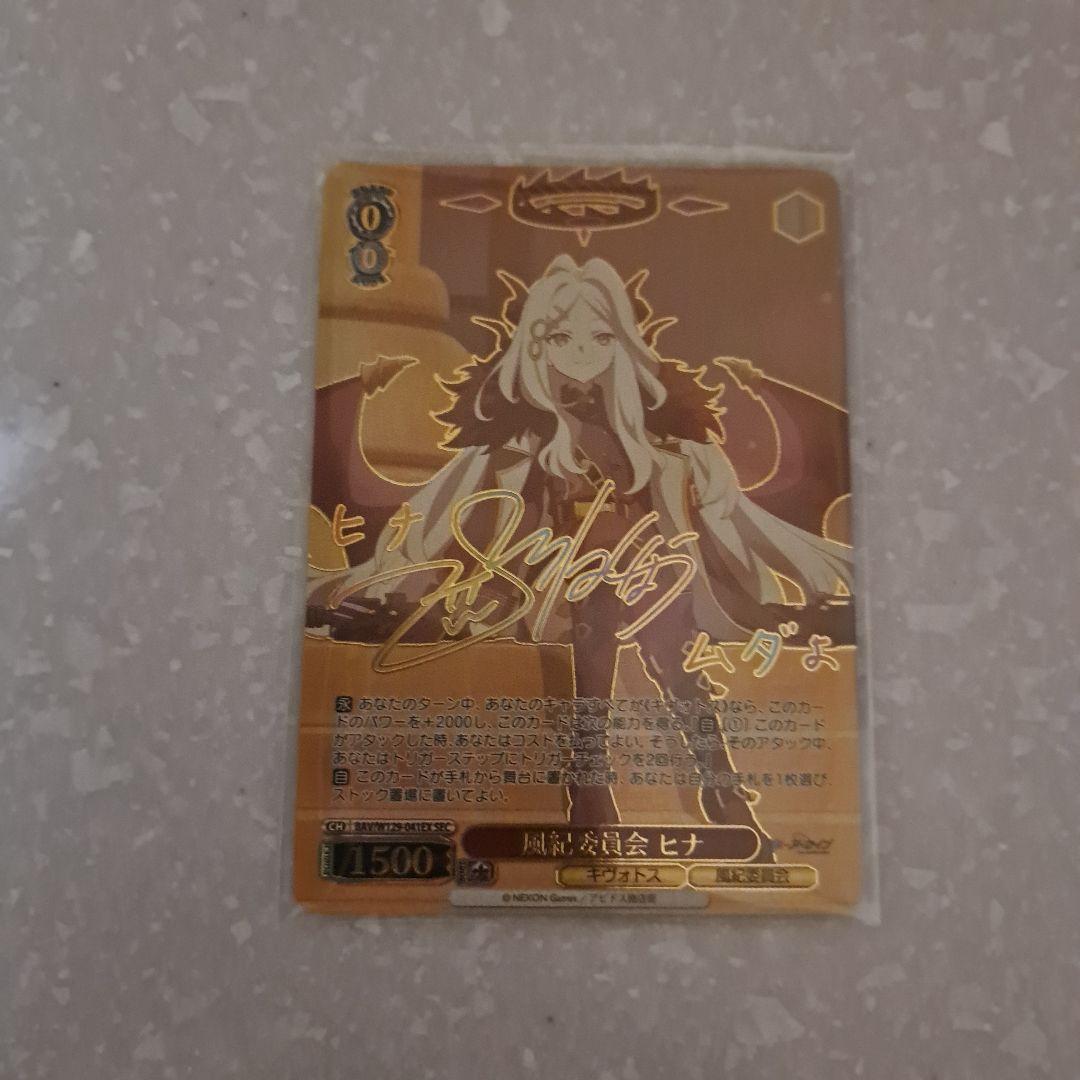 0
0
ヒナ
ムダよ
永 あなたのターン中、あなたのキャラすべてが《キヴォトス》なら、このカー
ドのパワーを+2000し、このカードは次の能力を得る。『自 [①] このカード
がアタックした時、あなたはコストを払ってよい。そうしたら、そのアタック中、
あなたはトリガーステップにトリガーチェックを2回行う。』
自 このカードが手札から舞台に置かれた時、あなたは自分の手札を1枚選び、
ストック置場に置いてよい。
CH BAV/W129-041EX SEC
風紀委員会 ヒナ
1500
キヴォトス 風紀委員会
© NEXON Games / アビドス商店街